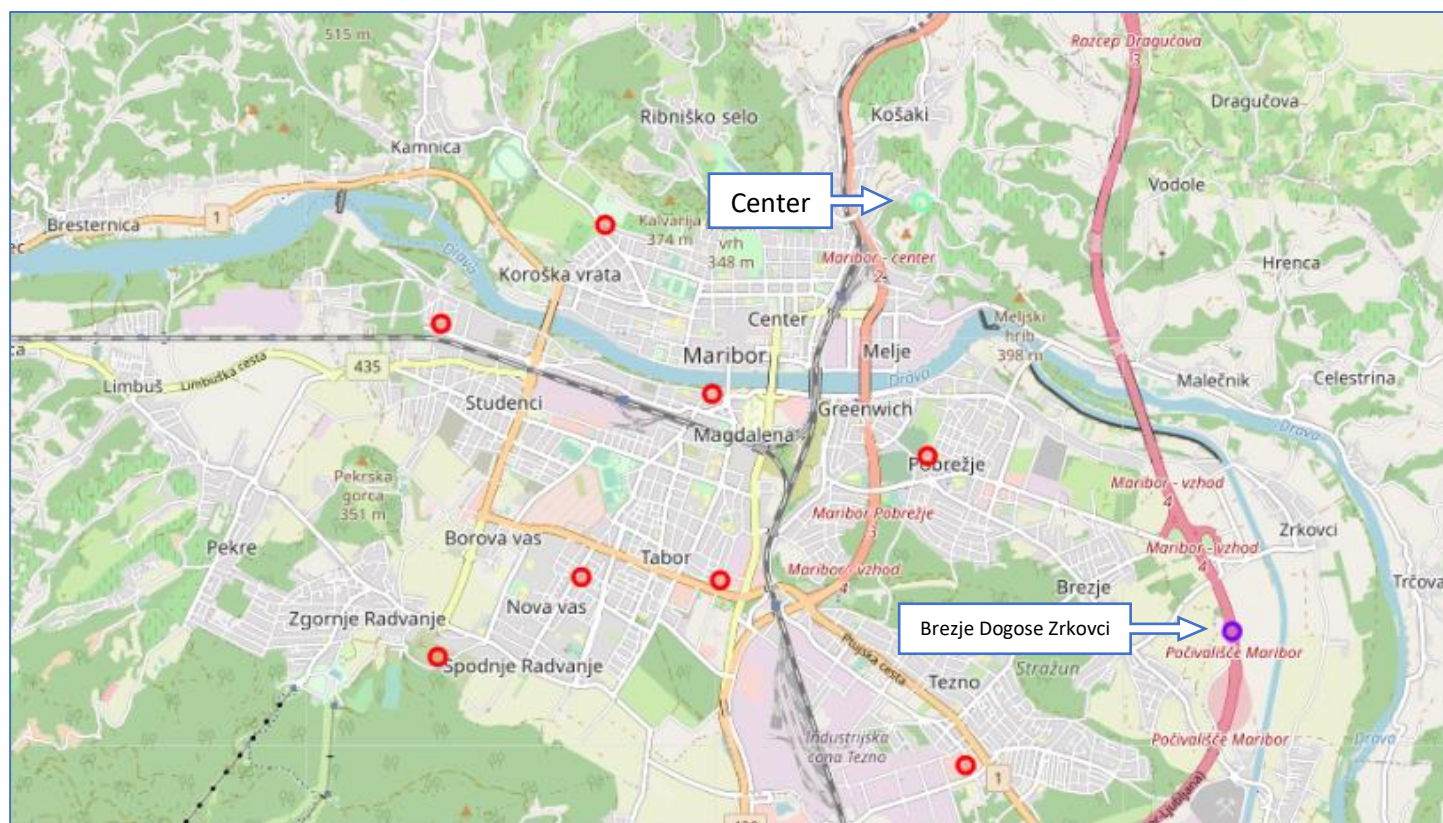 515 m
Razcep Dragučova
3
Dragučova
Ribniško selo
Košaki
Kamnica
Vodole
Center
1
Bresternica
Kalvarija
374 m
vrh
348 m
Maribor - center
2
Hrenca
Koroška vrata
Drava
Center
Meljski
hrib
398 m
Maribor
Melje
435
Limbuška cesta
Limbuš
Drava
Malečnik
Celestrina
Studenci
Greenwich
Magdalena
Drava
Pobrežje
Pekrska
gorca
351 m
Maribor - vzhod
4
Maribor Pobrežje
3
Zrkovci
Pekre
Borova vas
Tabor
Maribor - vzhod
4
Maribor - vzhod
4
Trčova
Brezje
Nova vas
Zgornje Radvanje
Brezje Dogose Zrkovci
Ptujska cesta
Počivališče Maribor
Spodnje Radvanje
Stražun
Tezno
Industrijska
cona Tezno
Počivališče Maribor
Drava
1